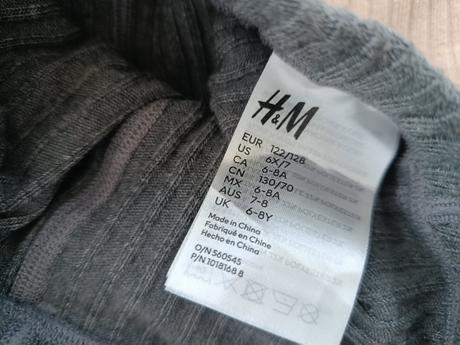 H&M
EUR 122/128
US 6X/7
CA 6-8A
CN 130/70
MX 6-8A
AUS 7-8
UK 6-8Y
Made in China
Fabriqué en Chine
Hecho en China
O/N 560545
P/N 1018168 8